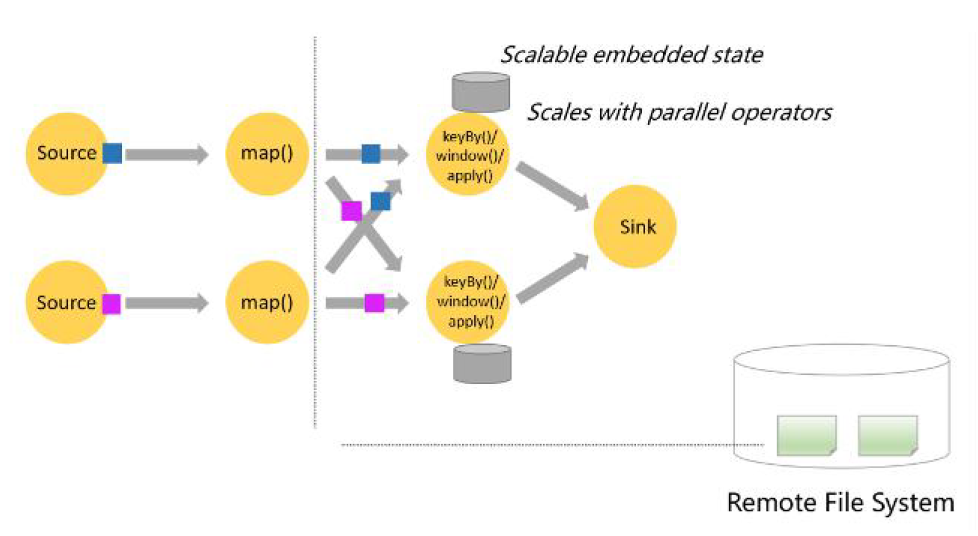 Scalable embedded state
Scales with parallel operators
Source
map()
keyBy()/
window()/
apply()
Sink
Source
map()
keyBy()/
window()/
apply()
Remote File System